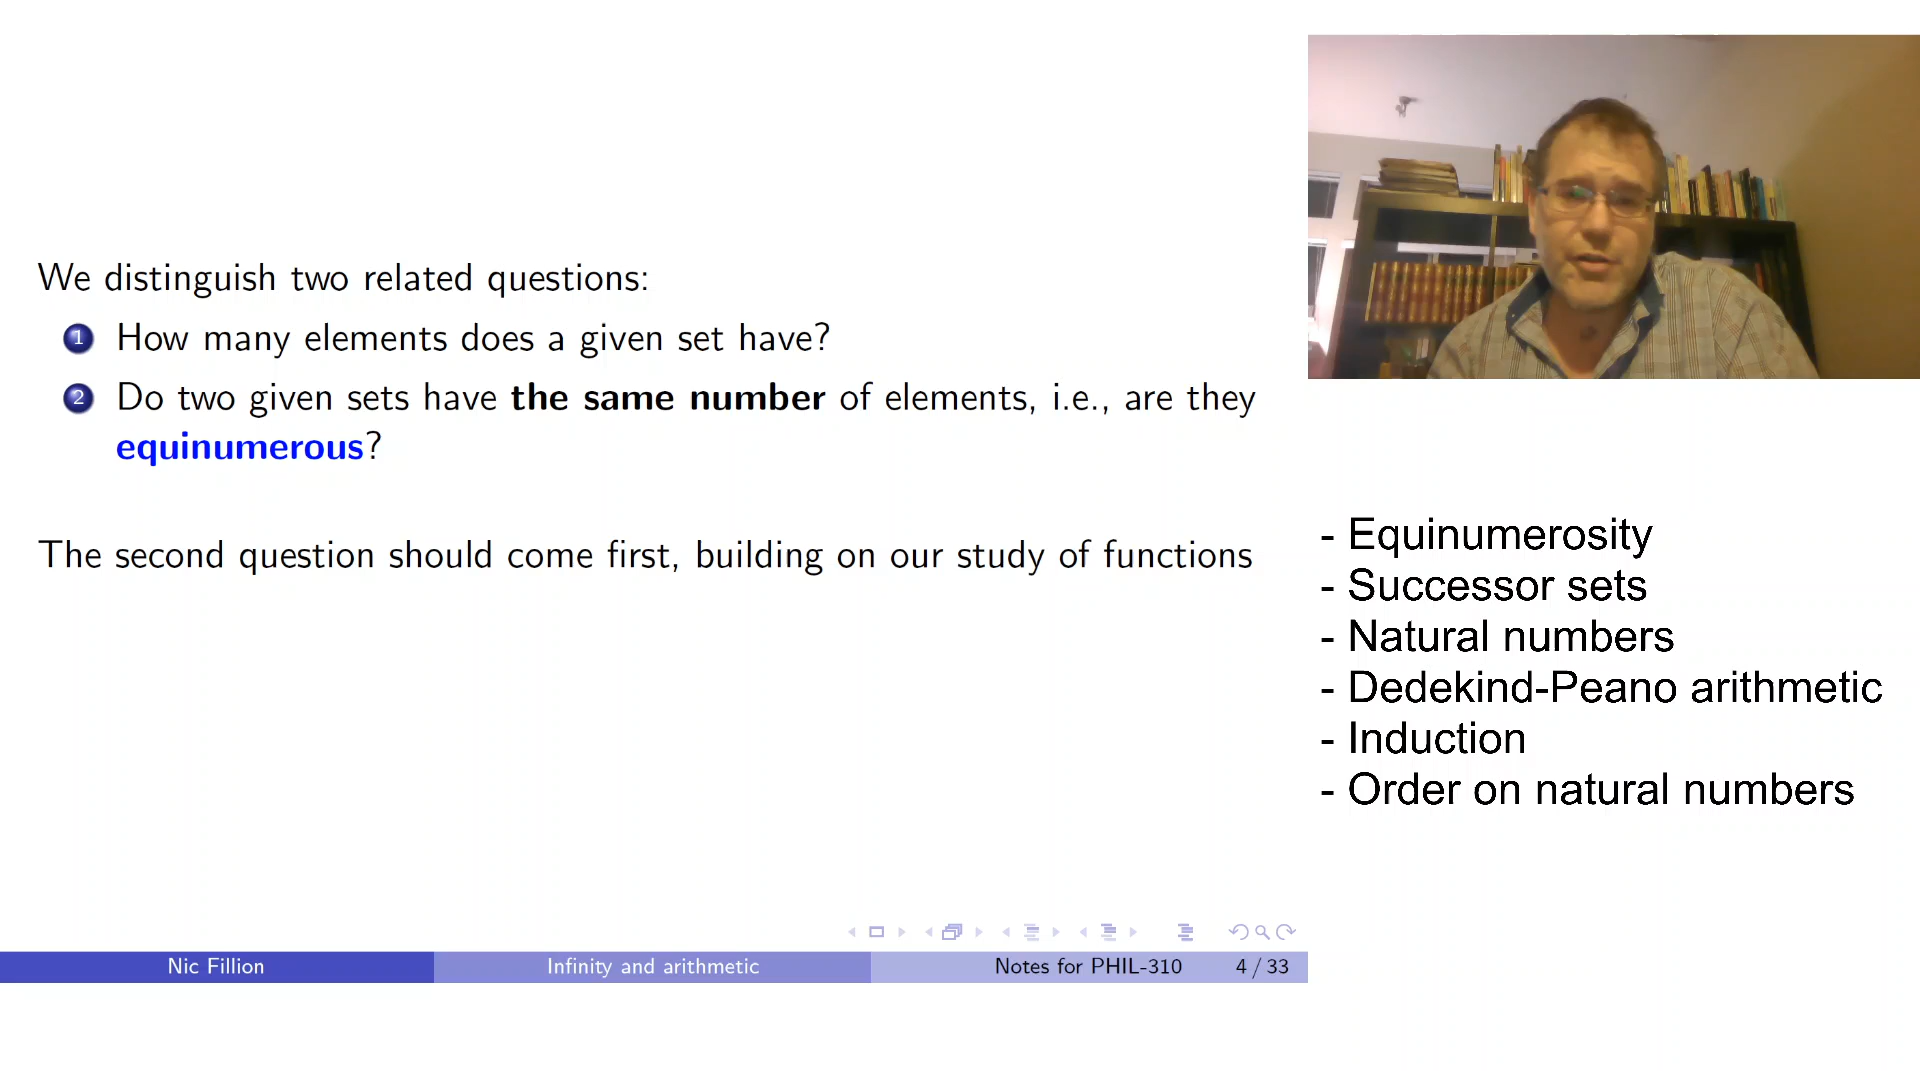 We distinguish two related questions:
1 How many elements does a given set have?
2 Do two given sets have the same number of elements, i.e., are they
equinumerous?
The second question should come first, building on our study of functions
- Equinumerosity
- Successor sets
- Natural numbers
- Dedekind-Peano arithmetic
- Induction
- Order on natural numbers
Nic Fillion Infinity and arithmetic Notes for PHIL-310 4 / 33